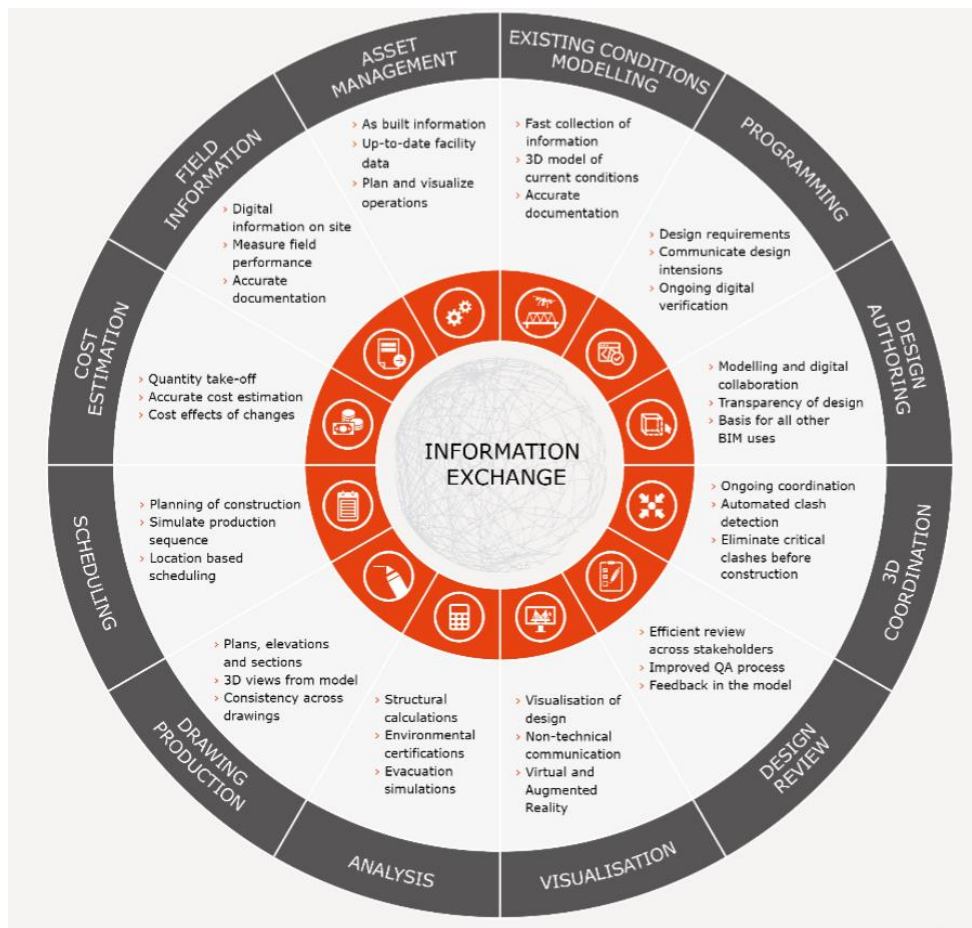 EXISTING CONDITIONS
MODELLING
› Fast collection of
information
› 3D model of
current conditions
› Accurate
documentation
PROGRAMMING
› Design requirements
› Communicate design
intensions
› Ongoing digital
verification
DESIGN
AUTHORING
› Modelling and digital
collaboration
› Transparency of design
› Basis for all other
BIM uses
3D
COORDINATION
› Ongoing coordination
› Automated clash
detection
› Eliminate critical
clashes before
construction
DESIGN
REVIEW
› Efficient review
across stakeholders
› Improved QA process
› Feedback in the model
VISUALISATION
› Visualisation of
design
› Non-technical
communication
› Virtual and
Augmented
Reality
ANALYSIS
› Structural
calculations
› Environmental
certifications
› Evacuation
simulations
DRAWING
PRODUCTION
› Plans, elevations
and sections
› 3D views from model
› Consistency across
drawings
SCHEDULING
› Planning of construction
› Simulate production
sequence
› Location based
scheduling
COST
ESTIMATION
› Quantity take-off
› Accurate cost estimation
› Cost effects of changes
FIELD
INFORMATION
› Digital
information on site
› Measure field
performance
› Accurate
documentation
ASSET
MANAGEMENT
› As built information
› Up-to-date facility
data
› Plan and visualize
operations
INFORMATION
EXCHANGE